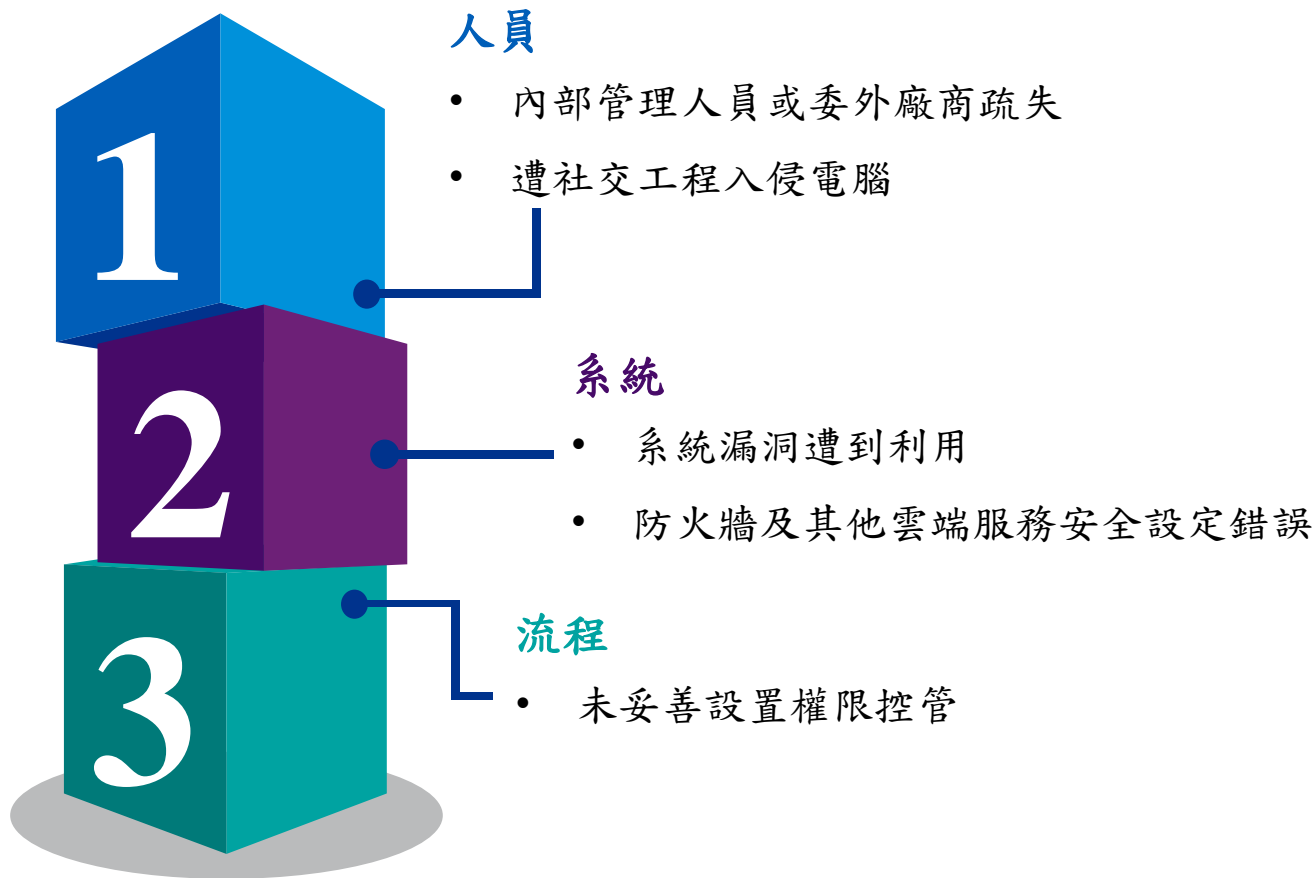 1
人員
• 內部管理人員或委外廠商疏失
• 遭社交工程入侵電腦
2
系統
• 系統漏洞遭到利用
• 防火牆及其他雲端服務安全設定錯誤
3
流程
• 未妥善設置權限控管